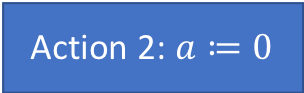 Action 2: 𝑎 ≔ 0